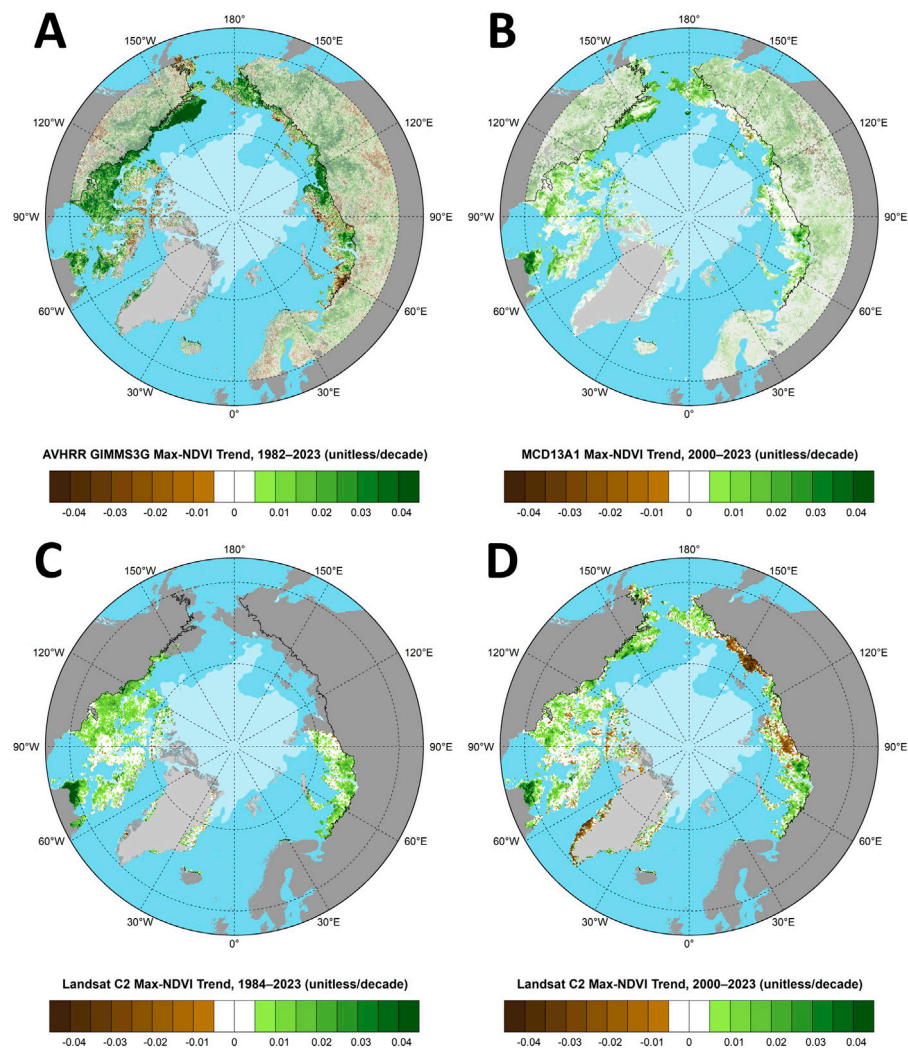 A
B
180°
180°
150°W
150°E
150°W
150°E
120°W
120°E
120°W
120°E
90°W
90°E
90°W
90°E
60°W
60°E
60°W
60°E
30°W
30°E
30°W
30°E
0°
0°
AVHRR GIMMS3G Max-NDVI Trend, 1982–2023 (unitless/decade)
MCD13A1 Max-NDVI Trend, 2000–2023 (unitless/decade)
-0.04 -0.03 -0.02 -0.01 0 0.01 0.02 0.03 0.04
-0.04 -0.03 -0.02 -0.01 0 0.01 0.02 0.03 0.04
C
D
180°
180°
150°W
150°E
150°W
150°E
120°W
120°E
120°W
120°E
90°W
90°E
90°W
90°E
60°W
60°E
60°W
60°E
30°W
30°E
30°W
30°E
0°
0°
Landsat C2 Max-NDVI Trend, 1984–2023 (unitless/decade)
Landsat C2 Max-NDVI Trend, 2000–2023 (unitless/decade)
-0.04 -0.03 -0.02 -0.01 0 0.01 0.02 0.03 0.04
-0.04 -0.03 -0.02 -0.01 0 0.01 0.02 0.03 0.04